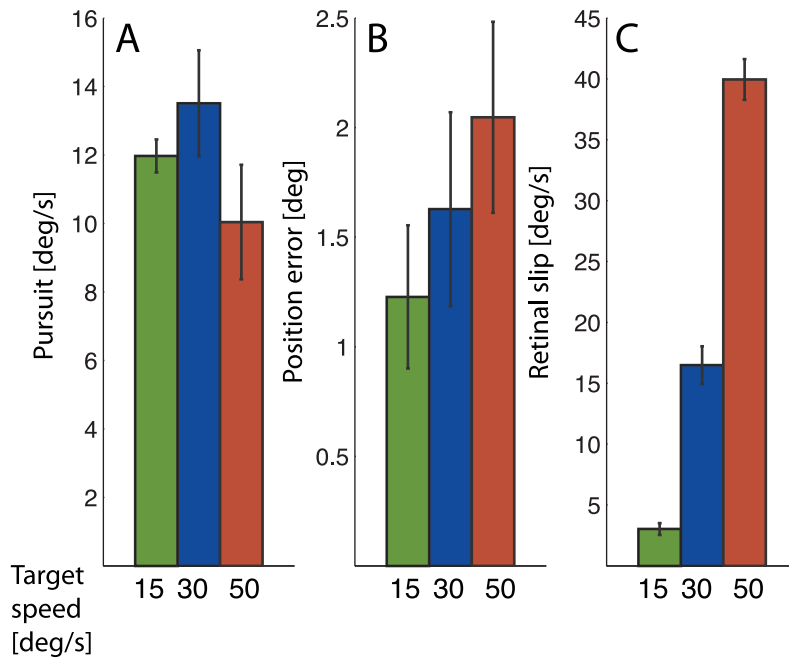 A
Pursuit [deg/s]
16
14
12
10
8
6
4
2
15 30 50
B
Position error [deg]
2.5
2
1.5
1
0.5
15 30 50
C
Retinal slip [deg/s]
45
40
35
30
25
20
15
10
5
15 30 50
Target
speed
[deg/s]